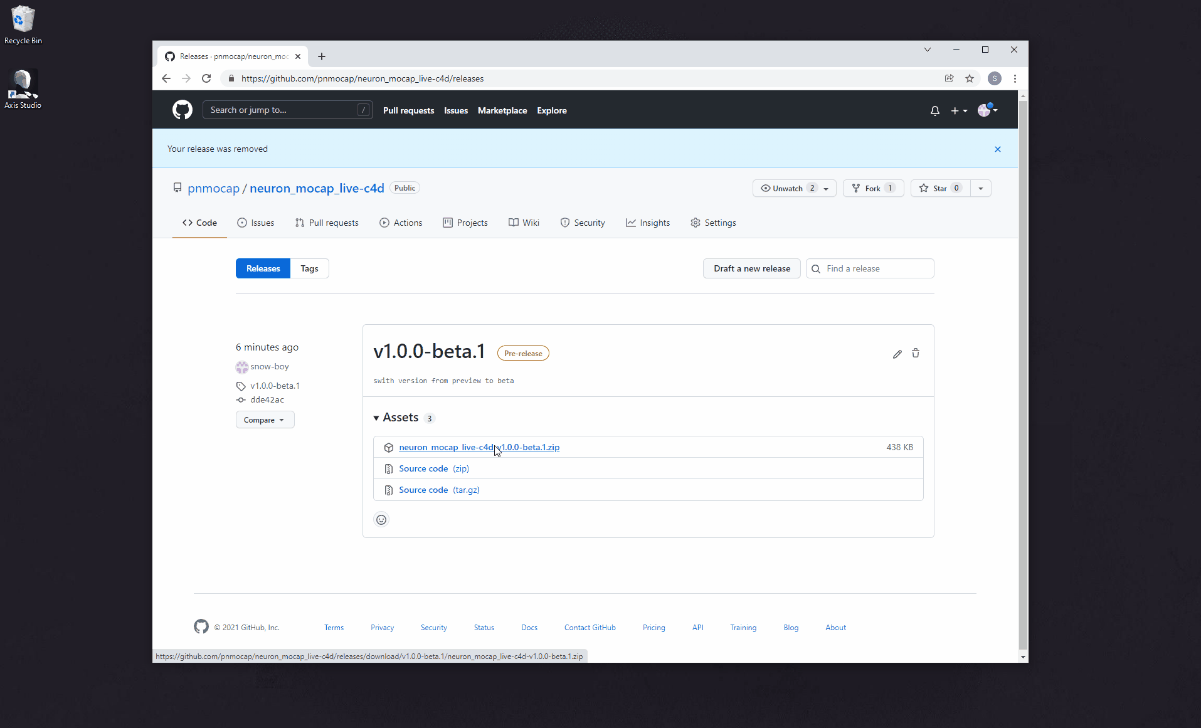 Recycle Bin
Axis Studio
Releases · pnmocap/neuron_moc
https://github.com/pnmocap/neuron_mocap_live-c4d/releases
S
Search or jump to...
/
Pull requests
Issues
Marketplace
Explore
Your release was removed
pnmocap / neuron_mocap_live-c4d
Public
Unwatch 2
Fork 1
Star 0
Code
Issues
Pull requests
Actions
Projects
Wiki
Security
Insights
Settings
Releases
Tags
Draft a new release
Find a release
6 minutes ago
snow-boy
v1.0.0-beta.1
dde42ac
Compare
v1.0.0-beta.1
Pre-release
swith version from preview to beta
Assets 3
neuron_mocap_live-c4d-v1.0.0-beta.1.zip
438 KB
Source code (zip)
Source code (tar.gz)
© 2021 GitHub, Inc.
Terms
Privacy
Security
Status
Docs
Contact GitHub
Pricing
API
Training
Blog
About
https://github.com/pnmocap/neuron_mocap_live-c4d/releases/download/v1.0.0-beta.1/neuron_mocap_live-c4d-v1.0.0-beta.1.zip